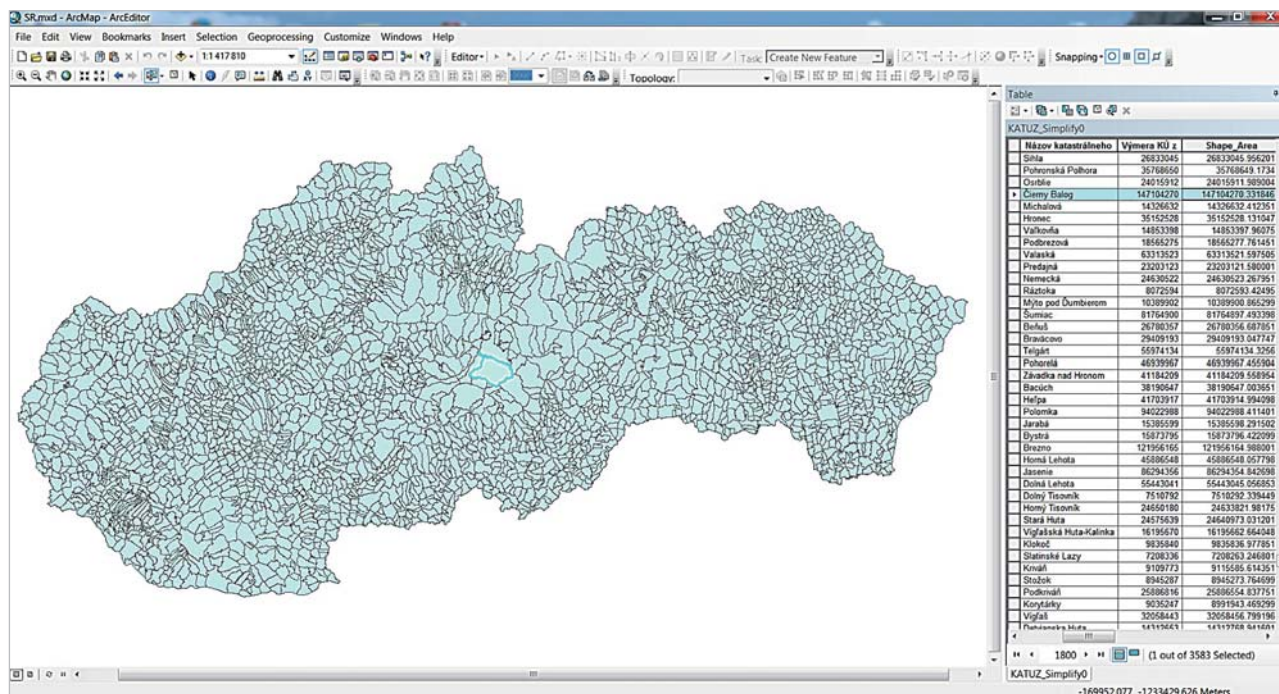 SR.mxd - ArcMap - ArcEditor
File Edit View Bookmarks Insert Selection Geoprocessing Customize Windows Help
1:1 417 810 Editor Task: Create New Feature Snapping
Topology:
Table
KATUZ_Simplify0
Názov katastrálneho Výmera KÚ z Shape_Area
Sihla 26833045 26833045.956201
Pohronská Polhora 35768650 35768649.1734
Osrblie 24015912 24015911.989004
Čierny Balog 147104270 147104270.331846
Michalová 14326632 14326632.412351
Hronec 35152528 35152528.131047
Valkovňa 14853398 14853397.96075
Podbrezová 18565275 18565277.761451
Valaská 63313523 63313521.597505
Predajná 23203123 23203121.580001
Nemecká 24630522 24630523.267951
Ráztoka 8072594 8072593.42495
Mýto pod Ďumbierom 10389902 10389900.865299
Šumiac 81764900 81764897.493398
Beňuš 26780357 26780356.687851
Bravácovo 29409193 29409193.047747
Telgárt 55974134 55974134.3256
Pohorelá 46939967 46939967.455904
Závadka nad Hronom 41184209 41184209.558954
Bacúch 38190647 38190647.003651
Heľpa 41703917 41703914.994098
Polomka 94022988 94022988.411401
Jarabá 15385599 15385598.291502
Bystrá 15873795 15873796.422099
Brezno 121956165 121956164.988001
Horná Lehota 45886548 45886548.057798
Jasenie 86294356 86294354.842698
Dolná Lehota 55443041 55443045.056853
Dolný Tisovník 7510792 7510292.339449
Horný Tisovník 24650180 24633821.98175
Stará Huta 24575639 24640973.031201
Vígľašská Huta-Kalinka 16195670 16195662.664048
Klokoč 9835840 9835836.977851
Slatinské Lazy 7208336 7208263.246801
Kriváň 9109773 9115585.614351
Stožok 8945287 8945273.764699
Podkriváň 25886816 25886554.837751
Korytárky 9035247 8991943.469299
Vígľaš 32058443 32058456.799196
Detvianska Huta 14312653 14312768.941601
1800 (1 out of 3583 Selected)
KATUZ_Simplify0
-169952.077 -1233429.626 Meters